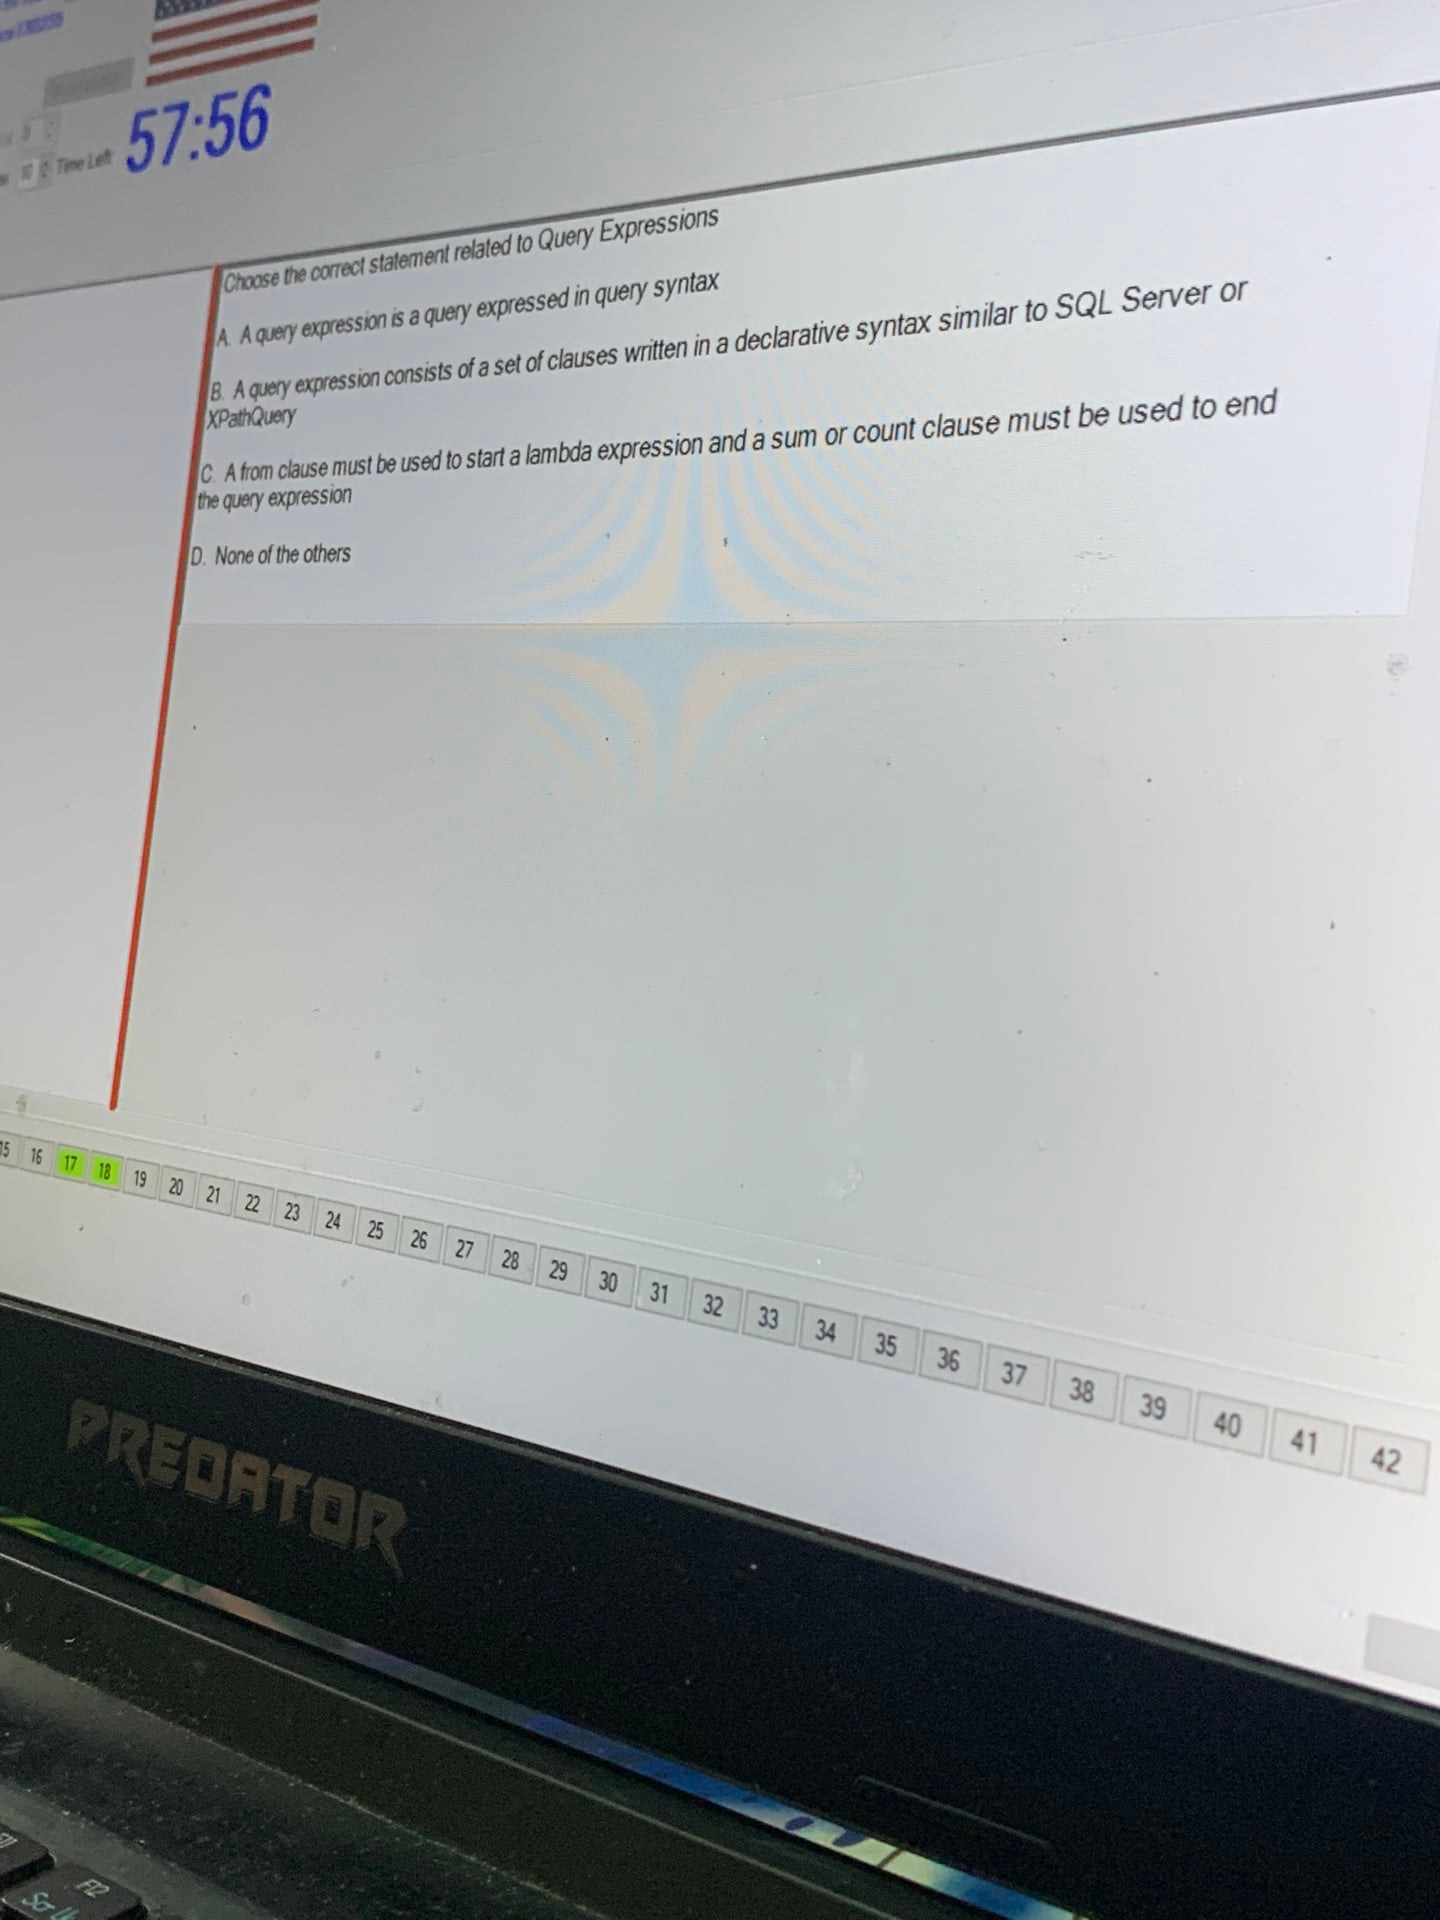 Time Left 57:56
Choose the correct statement related to Query Expressions
A. A query expression is a query expressed in query syntax
B. A query expression consists of a set of clauses written in a declarative syntax similar to SQL Server or
XPathQuery
C. A from clause must be used to start a lambda expression and a sum or count clause must be used to end
the query expression
D. None of the others
15 16 17 18 19 20 21 22 23 24 25 26 27 28 29 30 31 32 33 34 35 36 37 38 39 40 41 42
PREDATOR
F12